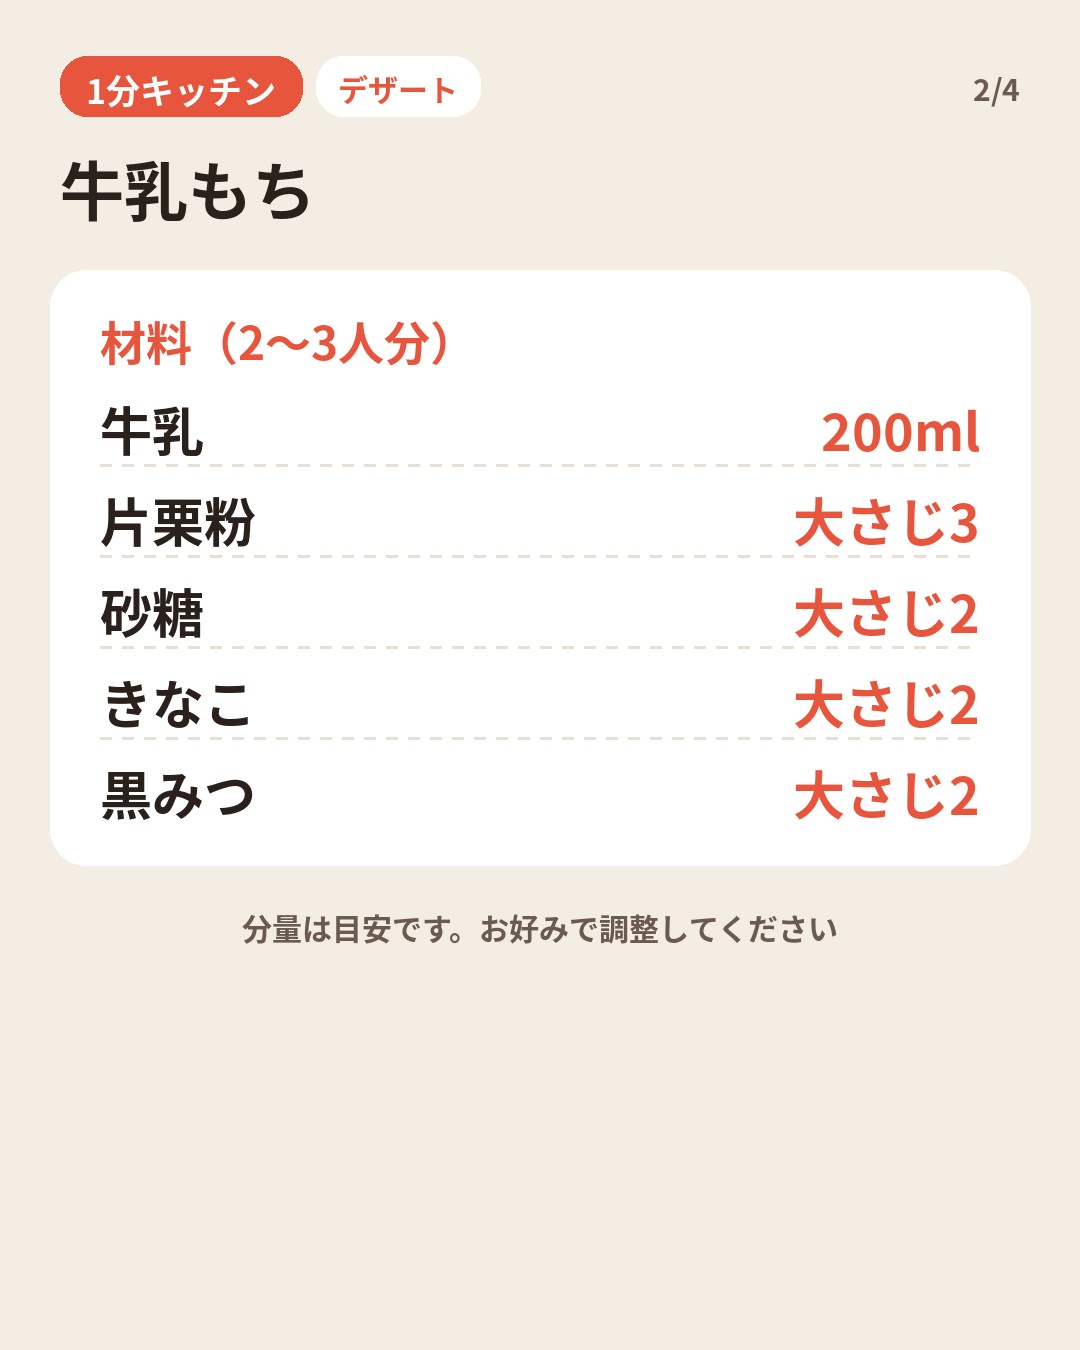 1分キッチン デザート 2/4
牛乳もち
材料（2〜3人分）
牛乳 200ml
片栗粉 大さじ3
砂糖 大さじ2
きなこ 大さじ2
黒みつ 大さじ2
分量は目安です。お好みで調整してください